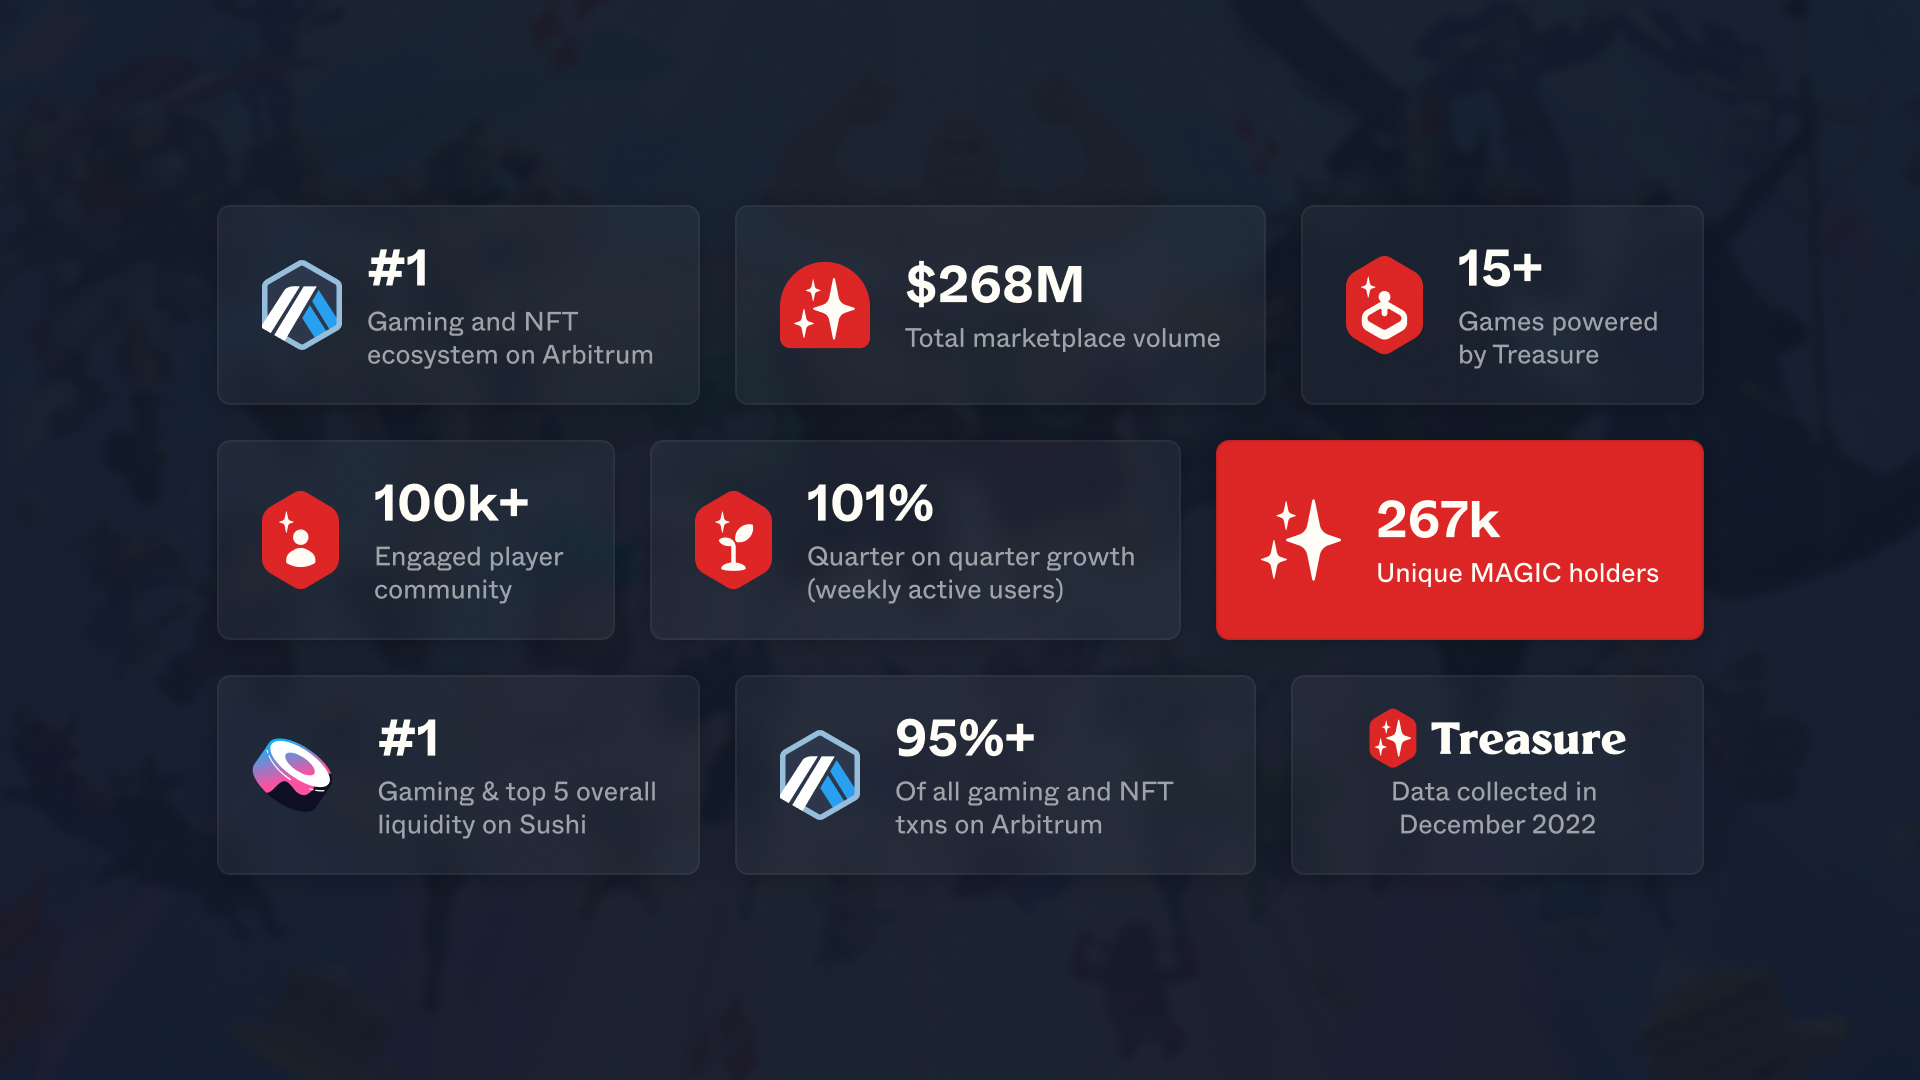 #1
Gaming and NFT
ecosystem on Arbitrum
$268M
Total marketplace volume
15+
Games powered
by Treasure
100k+
Engaged player
community
101%
Quarter on quarter growth
(weekly active users)
267k
Unique MAGIC holders
#1
Gaming & top 5 overall
liquidity on Sushi
95%+
Of all gaming and NFT
txns on Arbitrum
Treasure
Data collected in
December 2022